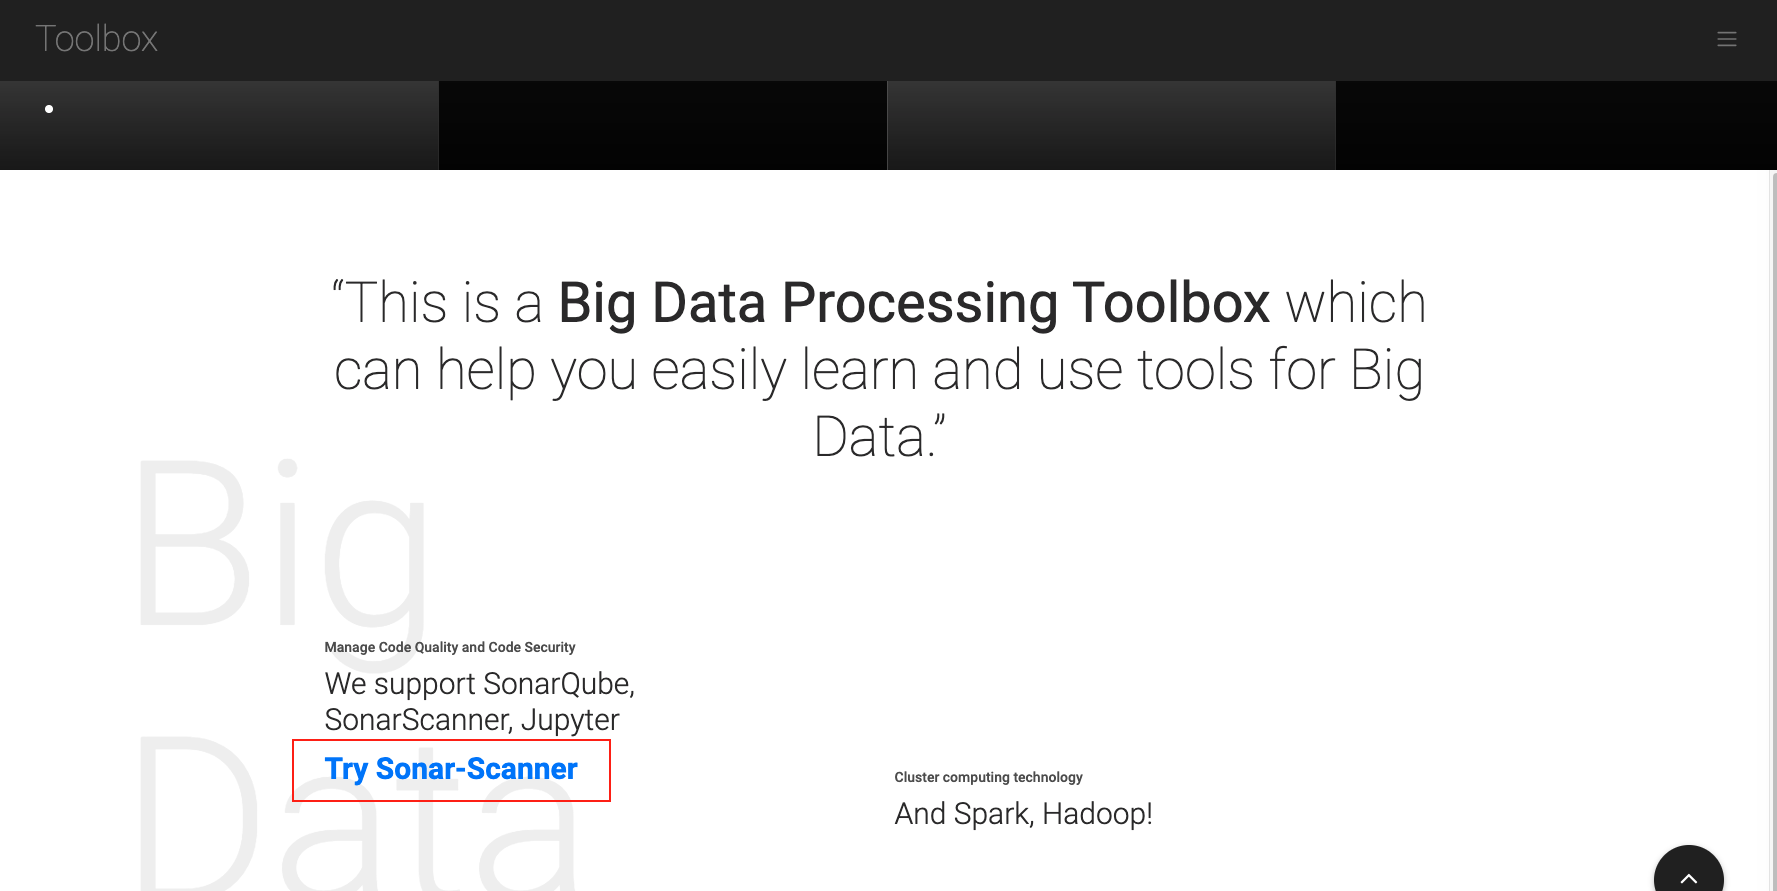 Toolbox
“This is a Big Data Processing Toolbox which
can help you easily learn and use tools for Big
Data.”
Big
Data
Manage Code Quality and Code Security
We support SonarQube,
SonarScanner, Jupyter
Try Sonar-Scanner
Cluster computing technology
And Spark, Hadoop!